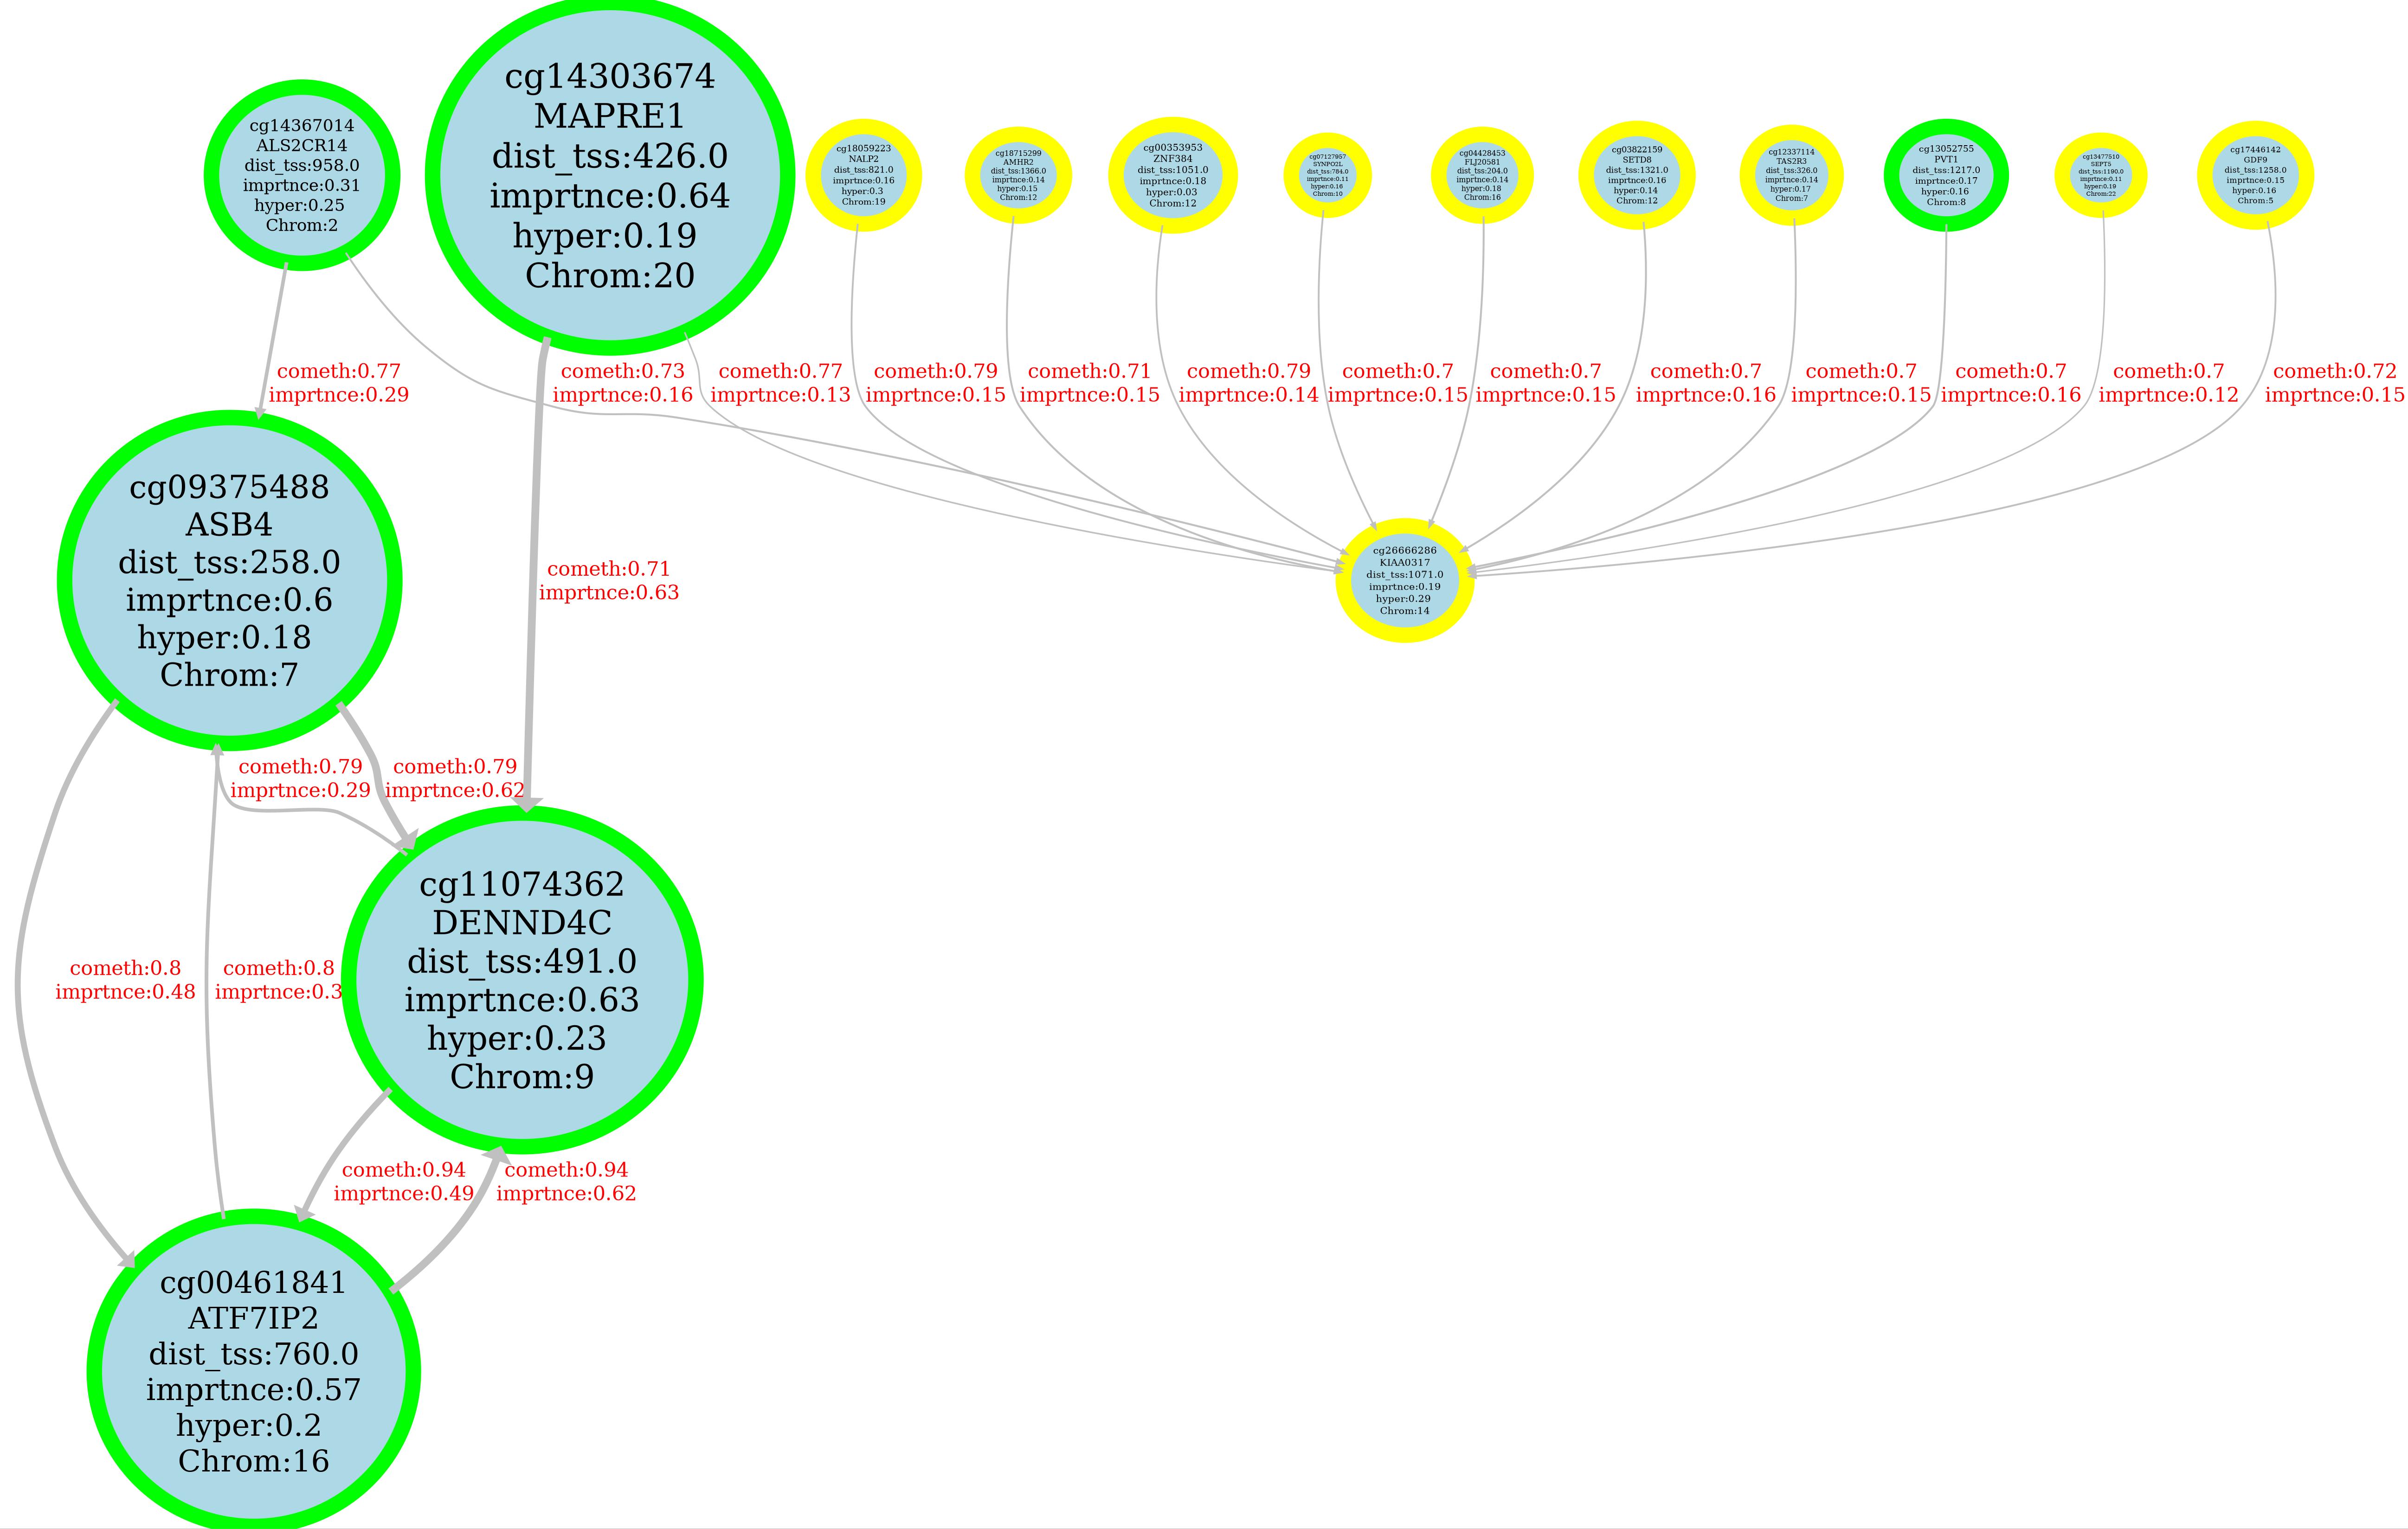 cg14367014
ALS2CR14
dist_tss:958.0
imprtnce:0.31
hyper:0.25
Chrom:2
cg14303674
MAPRE1
dist_tss:426.0
imprtnce:0.64
hyper:0.19
Chrom:20
cg18059223
NALP2
dist_tss:821.0
imprtnce:0.16
hyper:0.3
Chrom:19
cg18715299
AMHR2
dist_tss:1366.0
imprtnce:0.14
hyper:0.15
Chrom:12
cg00353953
ZNF384
dist_tss:1051.0
imprtnce:0.18
hyper:0.03
Chrom:12
cg07127957
SYNPO2L
dist_tss:784.0
imprtnce:0.11
hyper:0.16
Chrom:10
cg04428453
FLJ20581
dist_tss:204.0
imprtnce:0.14
hyper:0.18
Chrom:16
cg03822159
SETD8
dist_tss:1321.0
imprtnce:0.16
hyper:0.14
Chrom:12
cg12337114
TAS2R3
dist_tss:326.0
imprtnce:0.14
hyper:0.17
Chrom:7
cg13052755
PVT1
dist_tss:1217.0
imprtnce:0.17
hyper:0.16
Chrom:8
cg13477510
SEPT5
dist_tss:1190.0
imprtnce:0.11
hyper:0.19
Chrom:22
cg17446142
GDF9
dist_tss:1258.0
imprtnce:0.15
hyper:0.16
Chrom:5
cometh:0.77
imprtnce:0.29
cometh:0.73
imprtnce:0.16
cometh:0.77
imprtnce:0.13
cometh:0.79
imprtnce:0.15
cometh:0.71
imprtnce:0.15
cometh:0.79
imprtnce:0.14
cometh:0.7
imprtnce:0.15
cometh:0.7
imprtnce:0.15
cometh:0.7
imprtnce:0.16
cometh:0.7
imprtnce:0.15
cometh:0.7
imprtnce:0.16
cometh:0.7
imprtnce:0.12
cometh:0.72
imprtnce:0.15
cg09375488
ASB4
dist_tss:258.0
imprtnce:0.6
hyper:0.18
Chrom:7
cometh:0.71
imprtnce:0.63
cg26666286
KIAA0317
dist_tss:1071.0
imprtnce:0.19
hyper:0.29
Chrom:14
cometh:0.79
imprtnce:0.29
cometh:0.79
imprtnce:0.62
cg11074362
DENND4C
dist_tss:491.0
imprtnce:0.63
hyper:0.23
Chrom:9
cometh:0.8
imprtnce:0.48
cometh:0.8
imprtnce:0.3
cometh:0.94
imprtnce:0.49
cometh:0.94
imprtnce:0.62
cg00461841
ATF7IP2
dist_tss:760.0
imprtnce:0.57
hyper:0.2
Chrom:16